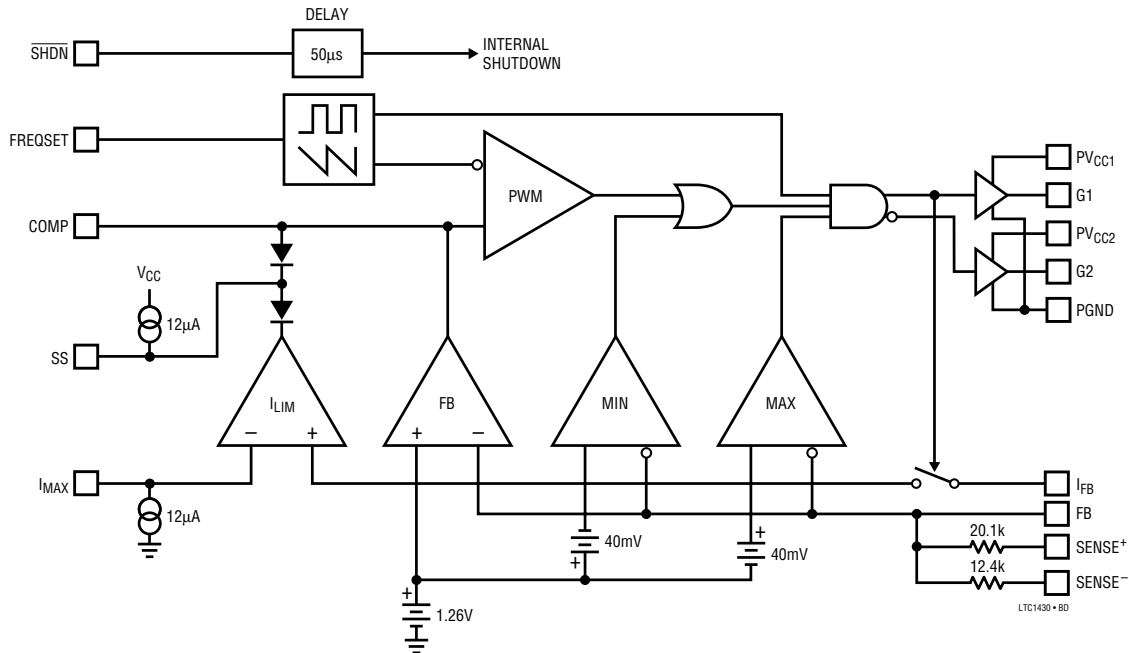 DELAY
SHDN
50µs
INTERNAL
SHUTDOWN
FREQSET
PWM
PVCC1
G1
COMP
PVCC2
G2
PGND
VCC
12µA
SS
ILIM
FB
MIN
MAX
– +
+ –
IMAX
12µA
IFB
FB
20.1k
SENSE+
12.4k
SENSE–
40mV
+
+
40mV
+
1.26V
LTC1430 • BD